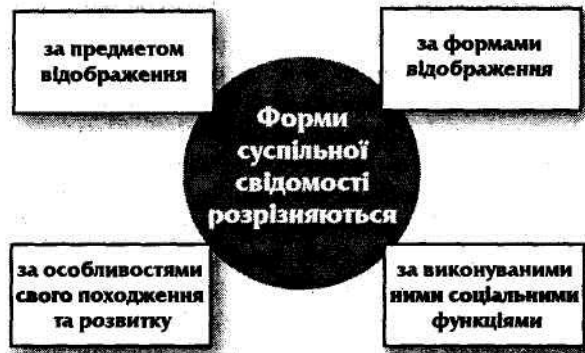 за предметом
відображення
за формами
відображення
Форми
суспільної
свідомості
розрізняються
за особливостями
свого походження
та розвитку
за виконуваними
ними соціальними
функціями